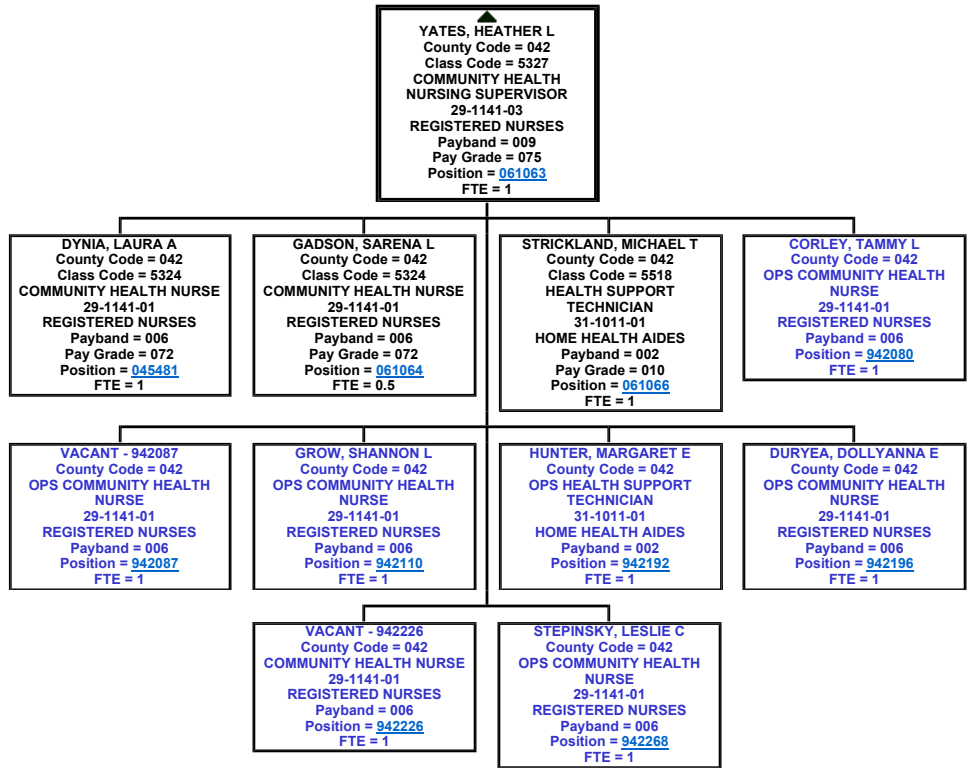 YATES, HEATHER L
County Code = 042
Class Code = 5327
COMMUNITY HEALTH
NURSING SUPERVISOR
29-1141-03
REGISTERED NURSES
Payband = 009
Pay Grade = 075
Position = 061063
FTE = 1
DYNIA, LAURA A
County Code = 042
Class Code = 5324
COMMUNITY HEALTH NURSE
29-1141-01
REGISTERED NURSES
Payband = 006
Pay Grade = 072
Position = 045481
FTE = 1
GADSON, SARENA L
County Code = 042
Class Code = 5324
COMMUNITY HEALTH NURSE
29-1141-01
REGISTERED NURSES
Payband = 006
Pay Grade = 072
Position = 061064
FTE = 0.5
STRICKLAND, MICHAEL T
County Code = 042
Class Code = 5518
HEALTH SUPPORT
TECHNICIAN
31-1011-01
HOME HEALTH AIDES
Payband = 002
Pay Grade = 010
Position = 061066
FTE = 1
CORLEY, TAMMY L
County Code = 042
OPS COMMUNITY HEALTH
NURSE
29-1141-01
REGISTERED NURSES
Payband = 006
Position = 942080
FTE = 1
VACANT - 942087
County Code = 042
OPS COMMUNITY HEALTH
NURSE
29-1141-01
REGISTERED NURSES
Payband = 006
Position = 942087
FTE = 1
GROW, SHANNON L
County Code = 042
OPS COMMUNITY HEALTH
NURSE
29-1141-01
REGISTERED NURSES
Payband = 006
Position = 942110
FTE = 1
HUNTER, MARGARET E
County Code = 042
OPS HEALTH SUPPORT
TECHNICIAN
31-1011-01
HOME HEALTH AIDES
Payband = 002
Position = 942192
FTE = 1
DURYEA, DOLLYANNA E
County Code = 042
OPS COMMUNITY HEALTH
NURSE
29-1141-01
REGISTERED NURSES
Payband = 006
Position = 942196
FTE = 1
VACANT - 942226
County Code = 042
COMMUNITY HEALTH NURSE
29-1141-01
REGISTERED NURSES
Payband = 006
Position = 942226
FTE = 1
STEPINSKY, LESLIE C
County Code = 042
OPS COMMUNITY HEALTH
NURSE
29-1141-01
REGISTERED NURSES
Payband = 006
Position = 942268
FTE = 1